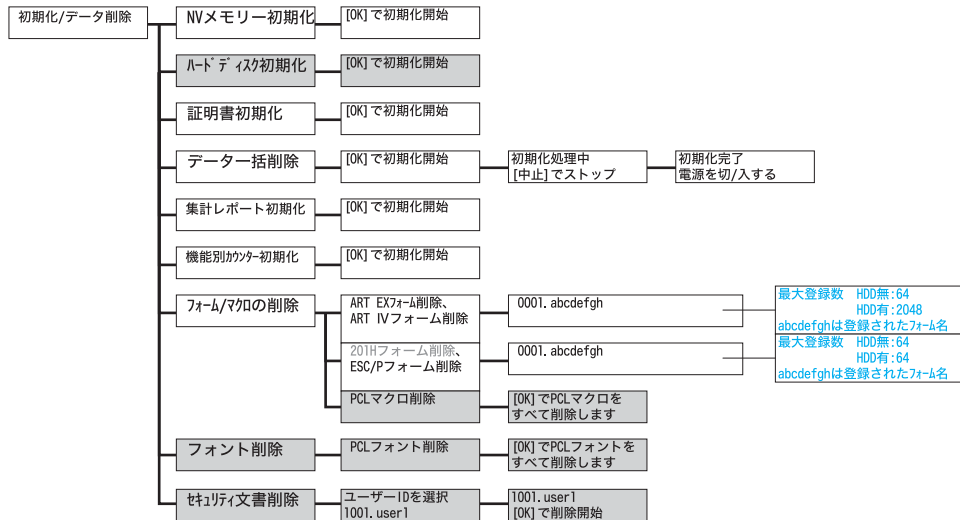 初期化/データ削除
NVメモリー初期化
[OK]で初期化開始
ﾊｰﾄﾞﾃﾞｨｽｸ初期化
[OK]で初期化開始
証明書初期化
[OK]で初期化開始
データ一括削除
[OK]で初期化開始
初期化処理中
[中止]でストップ
初期化完了
電源を切/入する
集計レポート初期化
[OK]で初期化開始
機能別ｶｳﾝﾀｰ初期化
[OK]で初期化開始
ﾌｫｰﾑ/ﾏｸﾛの削除
ART EXﾌｫｰﾑ削除、
ART IVフォーム削除
0001. abcdefgh
最大登録数 HDD無:64
HDD有:2048
abcdefghは登録されたﾌｫｰﾑ名
201Hフォーム削除、
ESC/Pフォーム削除
0001. abcdefgh
最大登録数 HDD無:64
HDD有:64
abcdefghは登録されたﾌｫｰﾑ名
PCLマクロ削除
[OK]でPCLマクロを
すべて削除します
フォント削除
PCLフォント削除
[OK]でPCLフォントを
すべて削除します
ｾｷｭﾘﾃｨ文書削除
ユーザーIDを選択
1001. user1
1001. user1
[OK]で削除開始